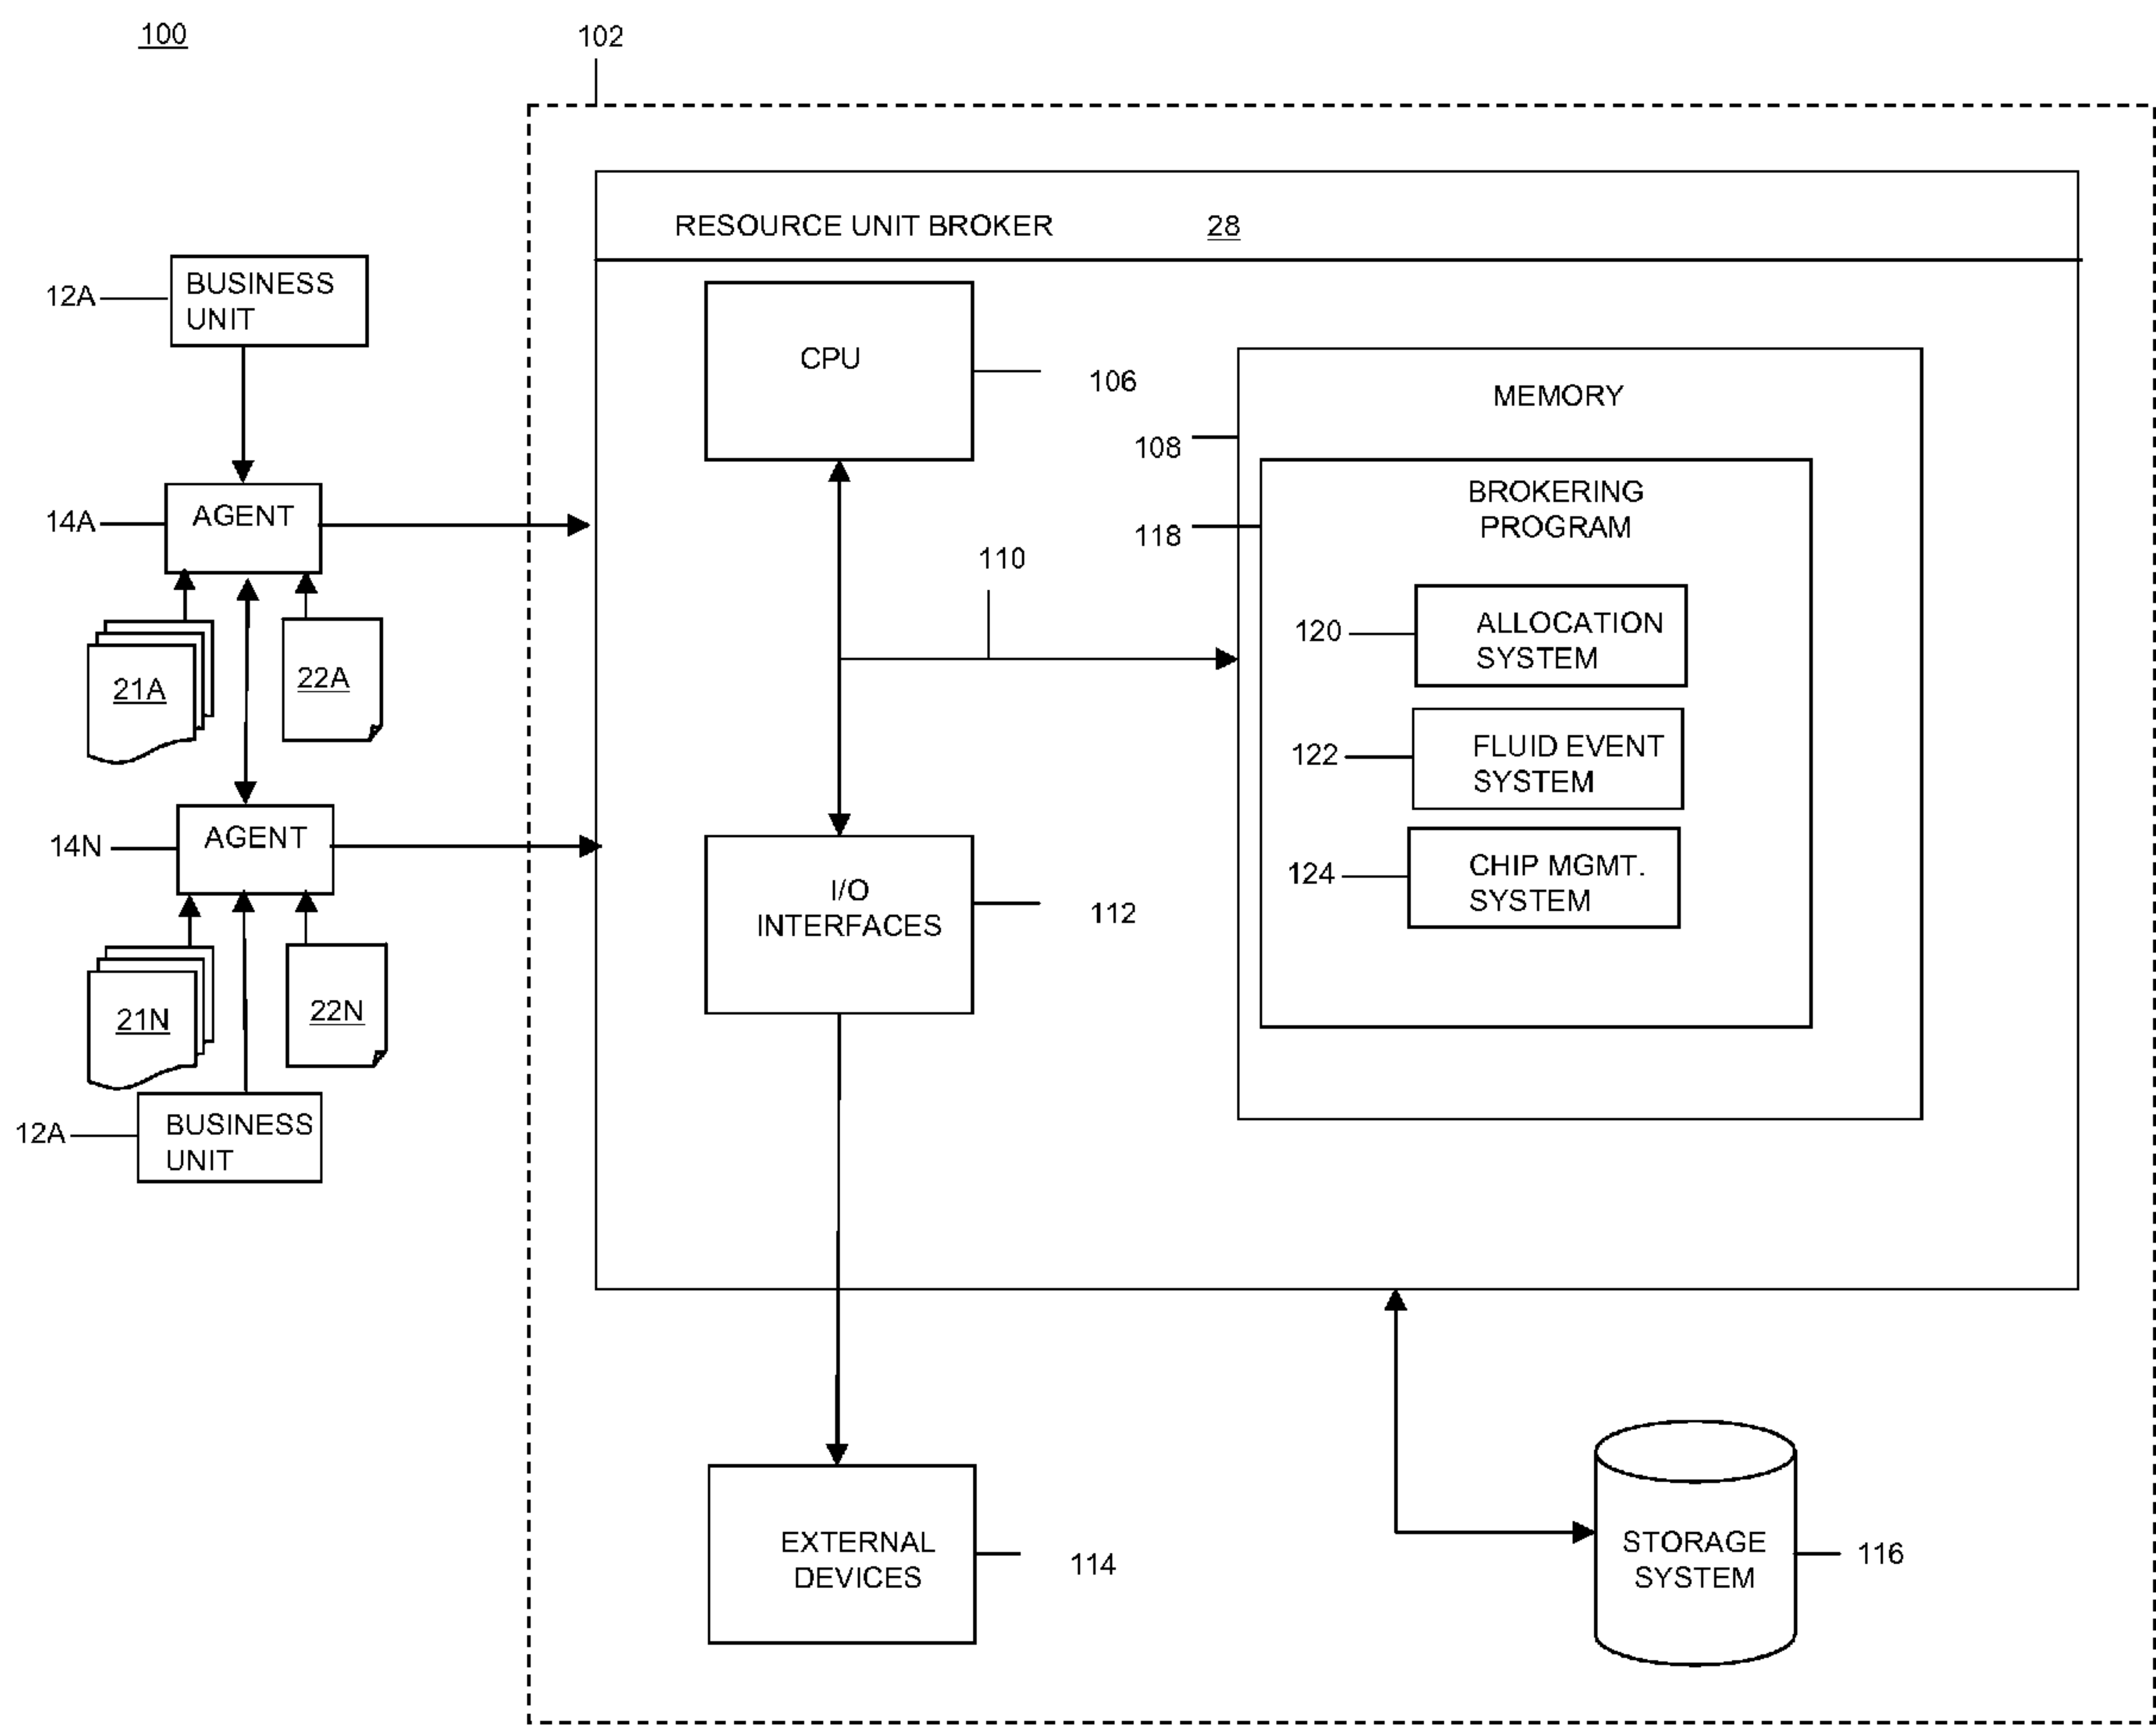 100
102
RESOURCE UNIT BROKER 28
12A
BUSINESS
UNIT
CPU
106
MEMORY
108
14A
AGENT
BROKERING
PROGRAM
118
110
120
ALLOCATION
SYSTEM
21A
22A
122
FLUID EVENT
SYSTEM
14N
AGENT
124
CHIP MGMT.
SYSTEM
I/O
INTERFACES
112
21N
22N
12A
BUSINESS
UNIT
EXTERNAL
DEVICES
114
STORAGE
SYSTEM
116